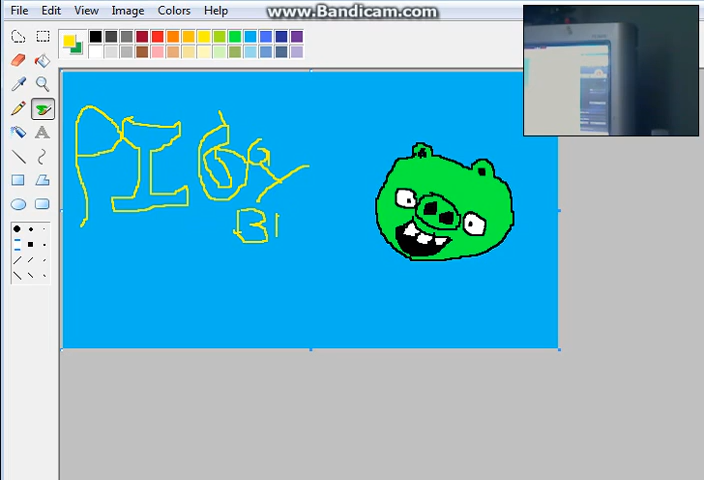 www.Bandicam.com
File Edit View Image Colors Help
PIGGY
BI